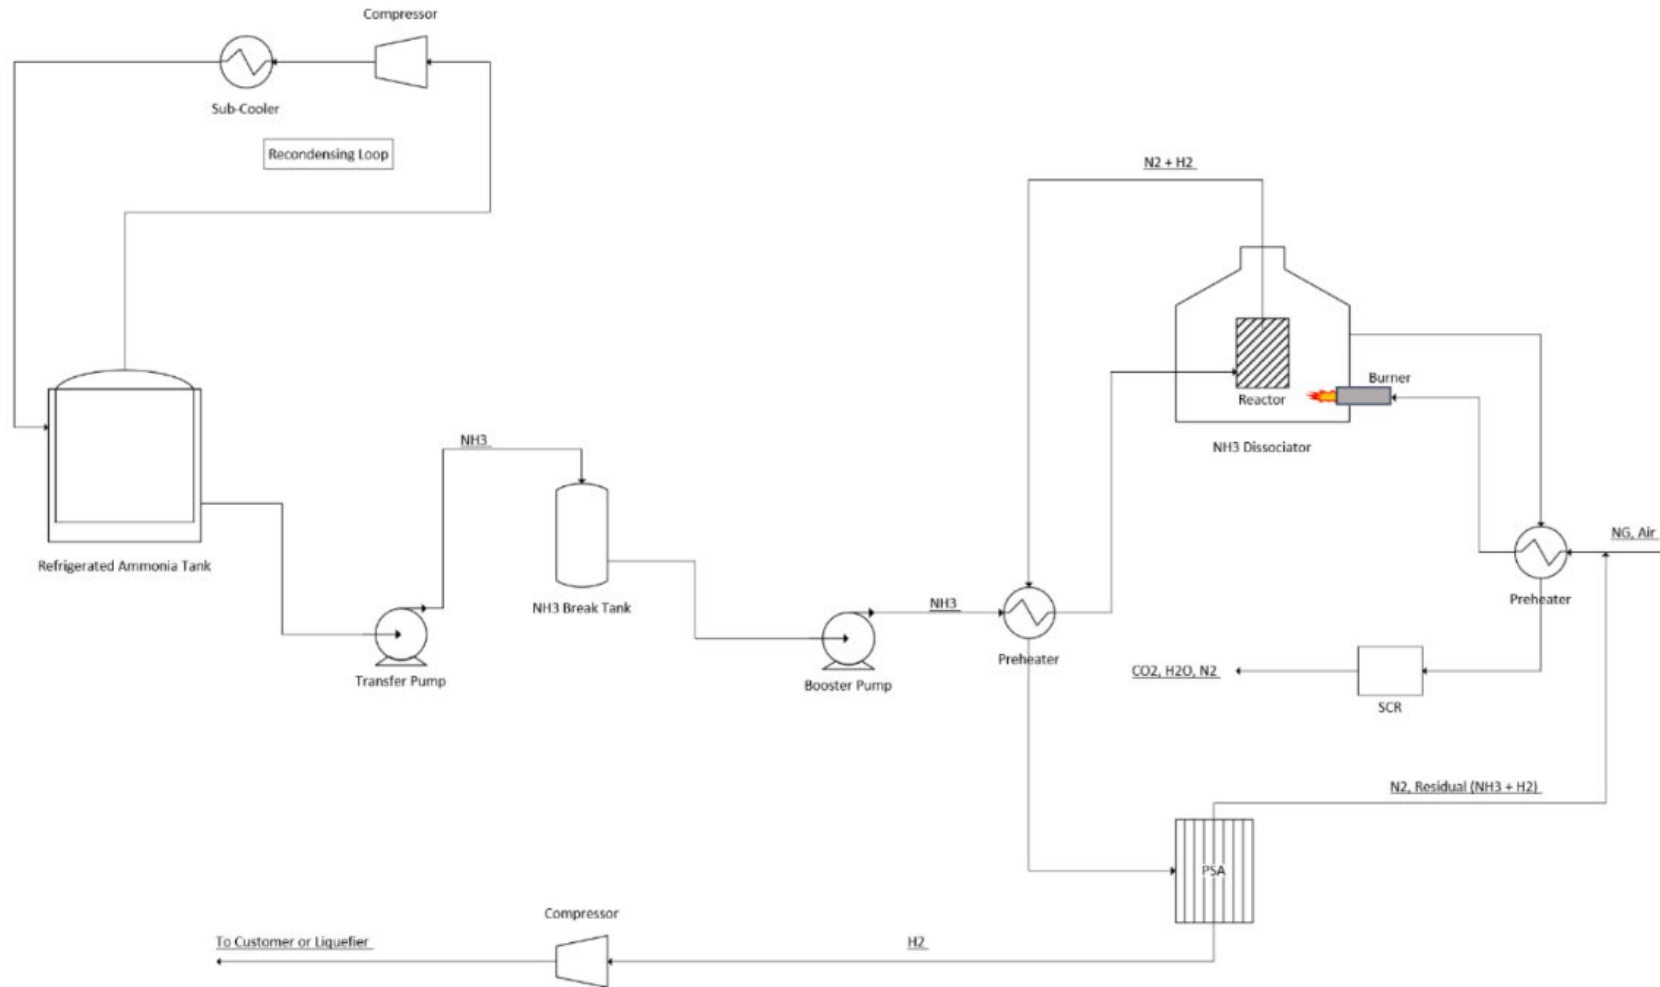 Compressor
Sub-Cooler
Recondensing Loop
N2 + H2
Burner
Reactor
NH3 Dissociator
NH3
Refrigerated Ammonia Tank
NH3 Break Tank
Transfer Pump
NH3
Booster Pump
Preheater
NG, Air
Preheater
CO2, H2O, N2
SCR
N2, Residual (NH3 + H2)
PSA
Compressor
To Customer or Liquefier
H2